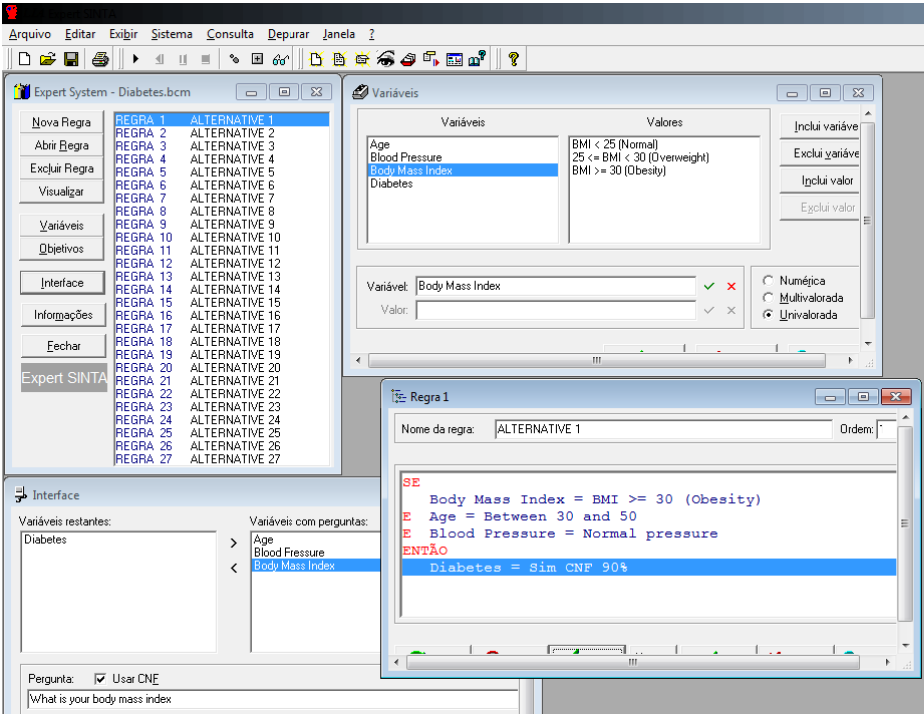 Expert SINTA
Arquivo Editar Exibir Sistema Consulta Depurar Janela ?
Expert System - Diabetes.bcm
Nova Regra
Abrir Regra
Excluir Regra
Visualizar
Variáveis
Objetivos
Interface
Informações
Fechar
Expert SINTA
REGRA 1 ALTERNATIVE 1
REGRA 2 ALTERNATIVE 2
REGRA 3 ALTERNATIVE 3
REGRA 4 ALTERNATIVE 4
REGRA 5 ALTERNATIVE 5
REGRA 6 ALTERNATIVE 6
REGRA 7 ALTERNATIVE 7
REGRA 8 ALTERNATIVE 8
REGRA 9 ALTERNATIVE 9
REGRA 10 ALTERNATIVE 10
REGRA 11 ALTERNATIVE 11
REGRA 12 ALTERNATIVE 12
REGRA 13 ALTERNATIVE 13
REGRA 14 ALTERNATIVE 14
REGRA 15 ALTERNATIVE 15
REGRA 16 ALTERNATIVE 16
REGRA 17 ALTERNATIVE 17
REGRA 18 ALTERNATIVE 18
REGRA 19 ALTERNATIVE 19
REGRA 20 ALTERNATIVE 20
REGRA 21 ALTERNATIVE 21
REGRA 22 ALTERNATIVE 22
REGRA 23 ALTERNATIVE 23
REGRA 24 ALTERNATIVE 24
REGRA 25 ALTERNATIVE 25
REGRA 26 ALTERNATIVE 26
REGRA 27 ALTERNATIVE 27
Variáveis
Variáveis
Age
Blood Pressure
Body Mass Index
Diabetes
Valores
BMI < 25 (Normal)
25 <= BMI < 30 (Overweight)
BMI >= 30 (Obesity)
Inclui variáve
Exclui variáve
Inclui valor
Exclui valor
Variável: Body Mass Index
Valor:
Numérica
Multivalorada
Univalorada
Regra 1
Nome da regra: ALTERNATIVE 1 Ordem:
SE
Body Mass Index = BMI >= 30 (Obesity)
E Age = Between 30 and 50
E Blood Pressure = Normal pressure
ENTÃO
Diabetes = Sim CNF 90%
Interface
Variáveis restantes:
Diabetes
Variáveis com perguntas:
Age
Blood Pressure
Body Mass Index
Pergunta: Usar CNF
What is your body mass index